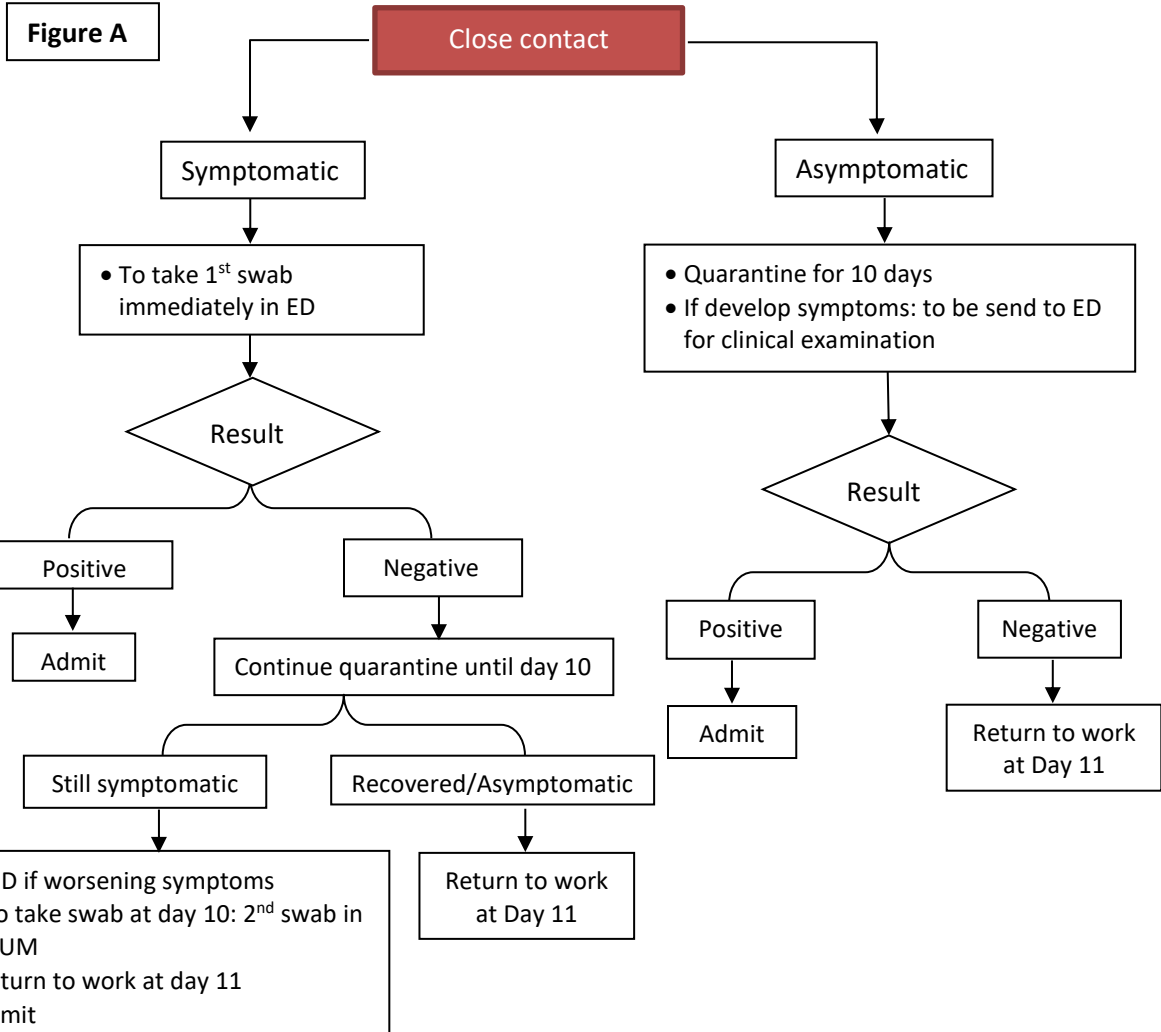 Figure A
Close contact
Symptomatic
Asymptomatic
• To take 1st swab
immediately in ED
• Quarantine for 10 days
• If develop symptoms: to be send to ED
for clinical examination
Result
Result
Positive
Negative
Positive
Negative
Admit
Continue quarantine until day 10
Admit
Return to work
at Day 11
Still symptomatic
Recovered/Asymptomatic
if worsening symptoms
take swab at day 10: 2nd swab in
to work at day 11
Return to work
at Day 11